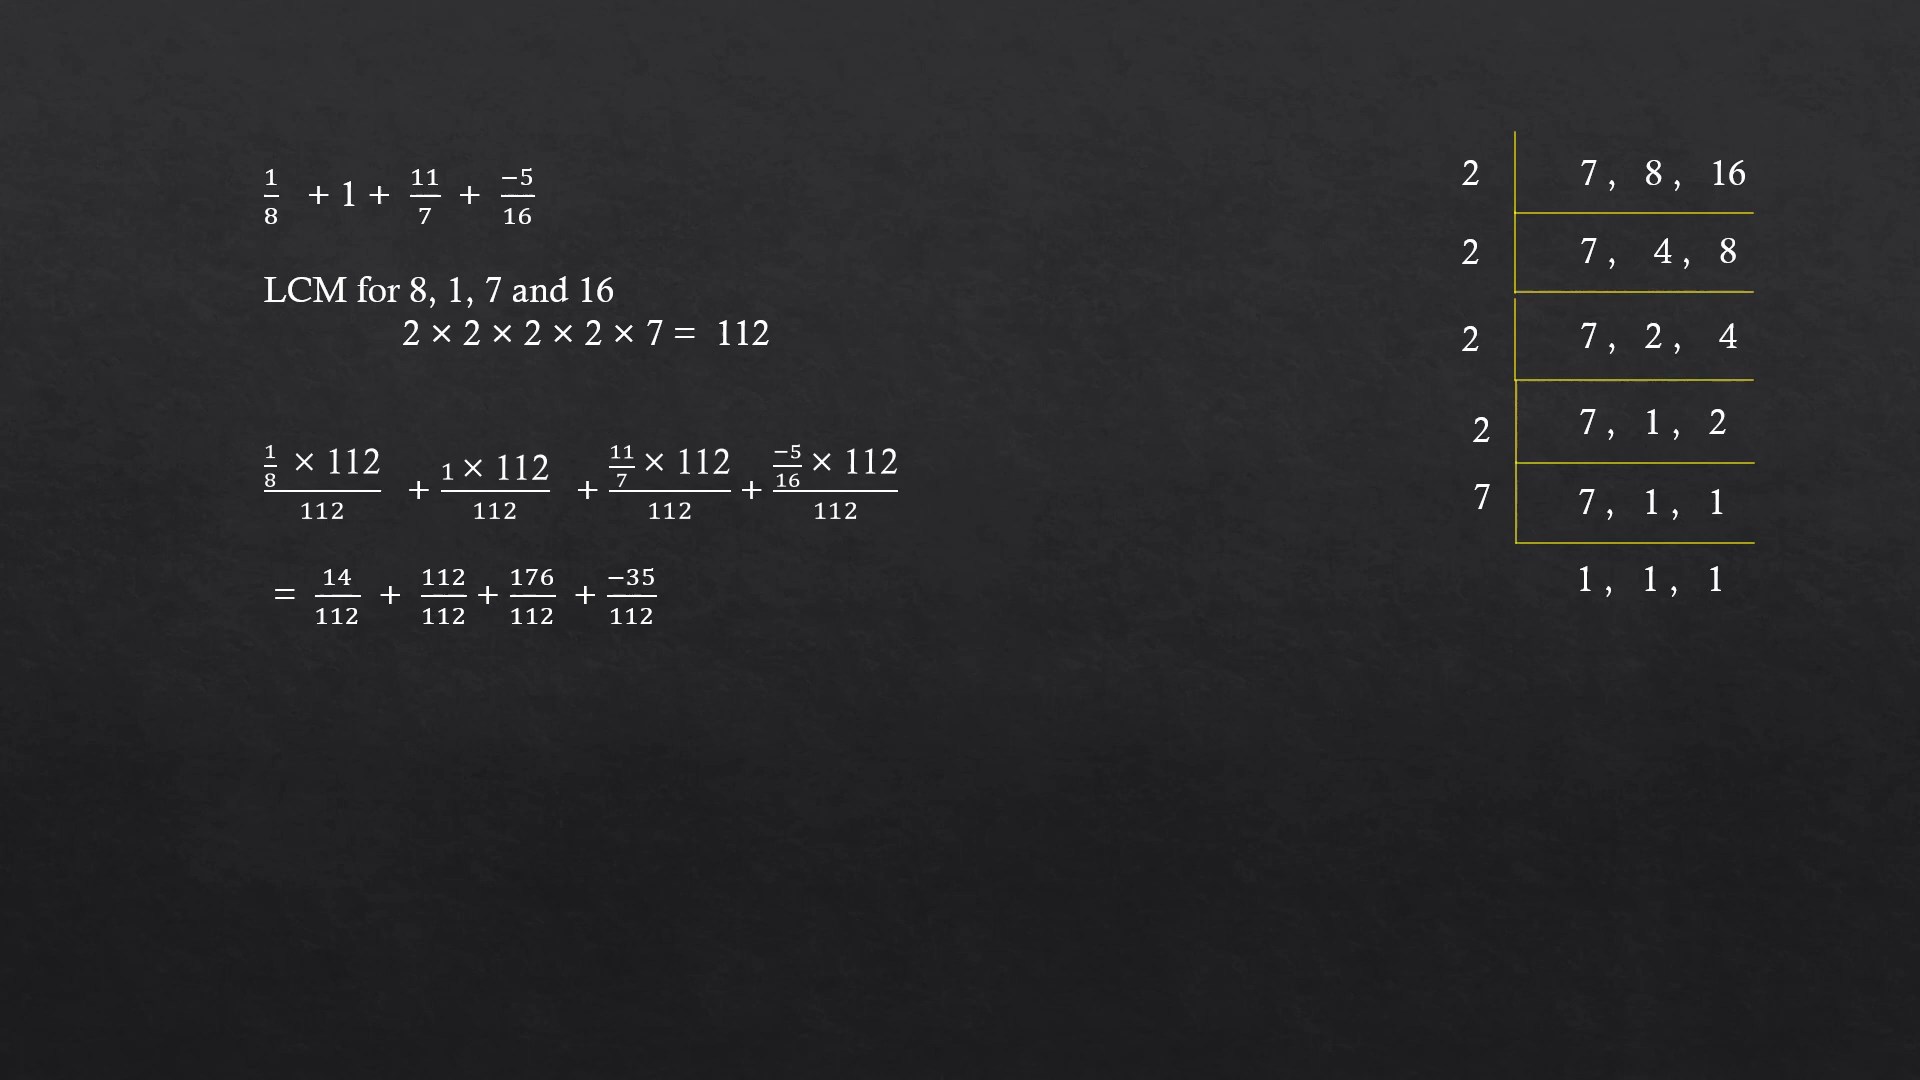 1/8 + 1 + 11/7 + −5/16
LCM for 8, 1, 7 and 16
2 × 2 × 2 × 2 × 7 = 112
(1/8 × 112)/112 + (1 × 112)/112 + (11/7 × 112)/112 + (−5/16 × 112)/112
= 14/112 + 112/112 + 176/112 + −35/112
2 7 , 8 , 16
2 7 , 4 , 8
2 7 , 2 , 4
2 7 , 1 , 2
7 7 , 1 , 1
1 , 1 , 1